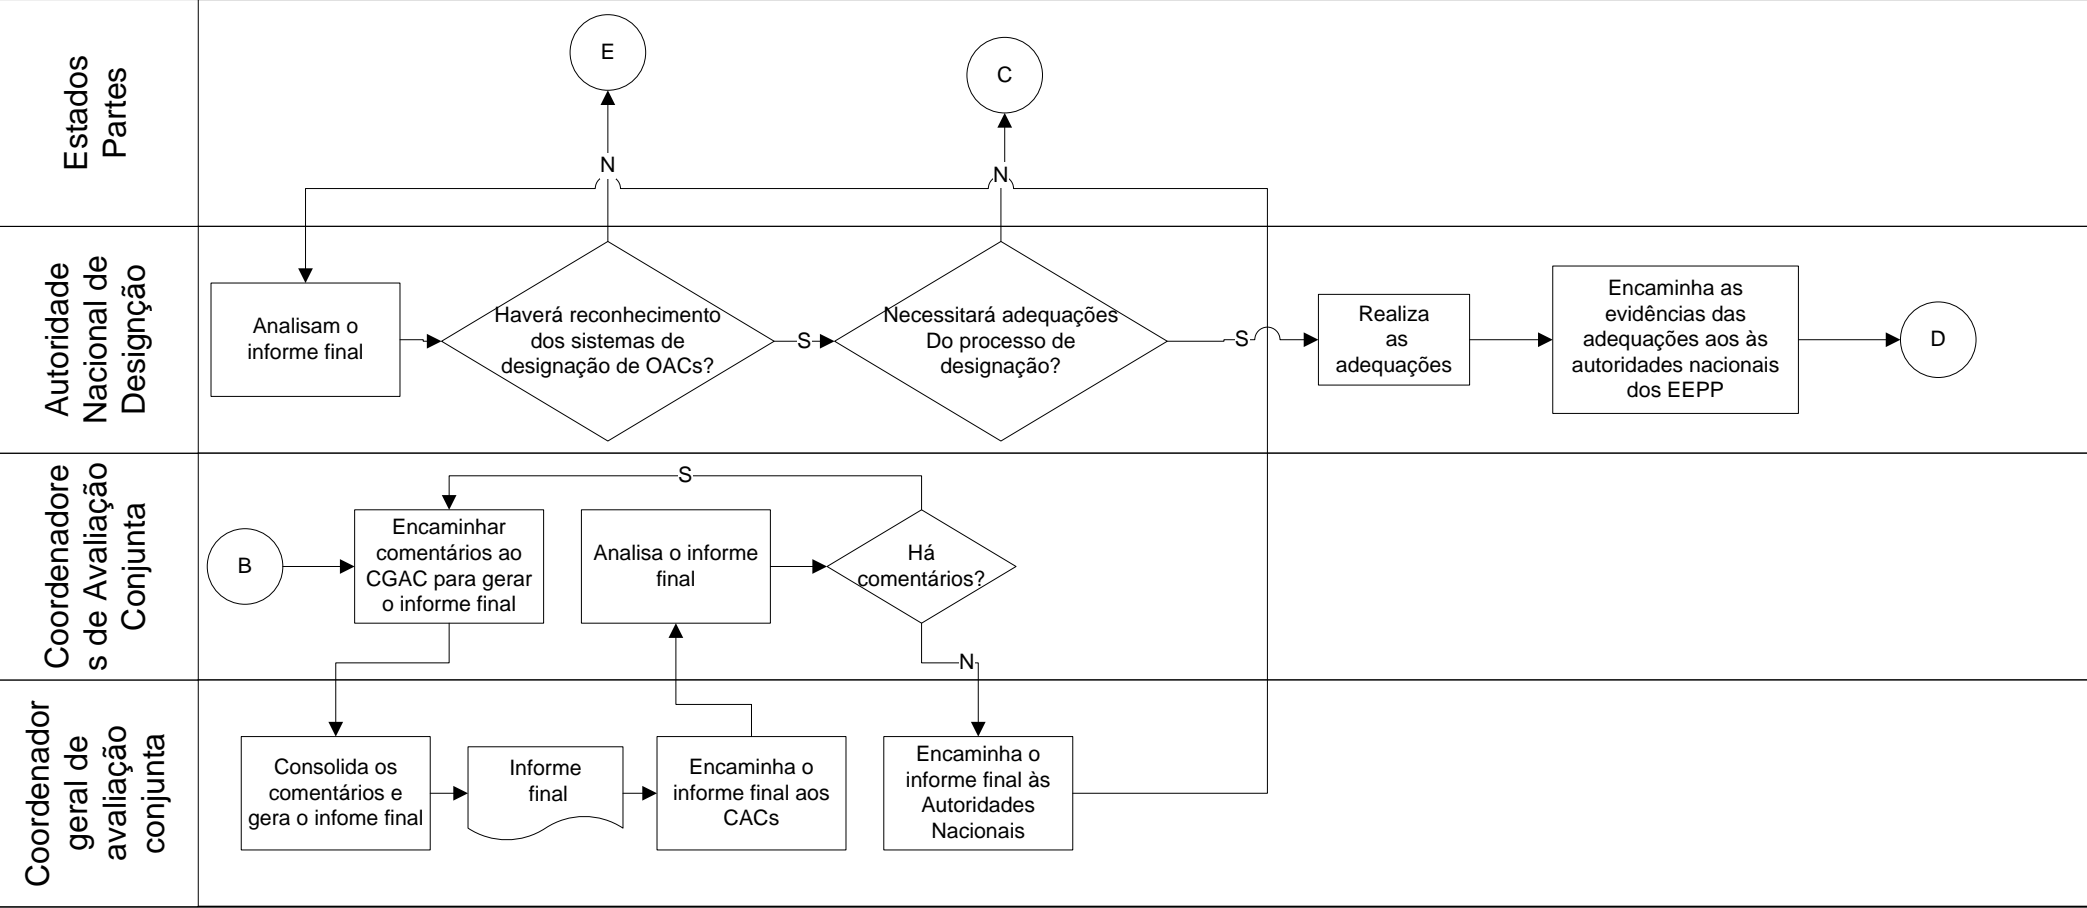 Estados
Partes
E
C
N
N
Autoridade
Nacional de
Designção
Analisam o
informe final
Haverá reconhecimento
dos sistemas de
designação de OACs?
S
Necessitará adequações
Do processo de
designação?
S
Realiza
as
adequações
Encaminha as
evidências das
adequações aos às
autoridades nacionais
dos EEPP
D
Coordenadore
s de Avaliação
Conjunta
S
B
Encaminhar
comentários ao
CGAC para gerar
o informe final
Analisa o informe
final
Há
comentários?
N
Coordenador
geral de
avaliação
conjunta
Consolida os
comentários e
gera o infome final
Informe
final
Encaminha o
informe final aos
CACs
Encaminha o
informe final às
Autoridades
Nacionais